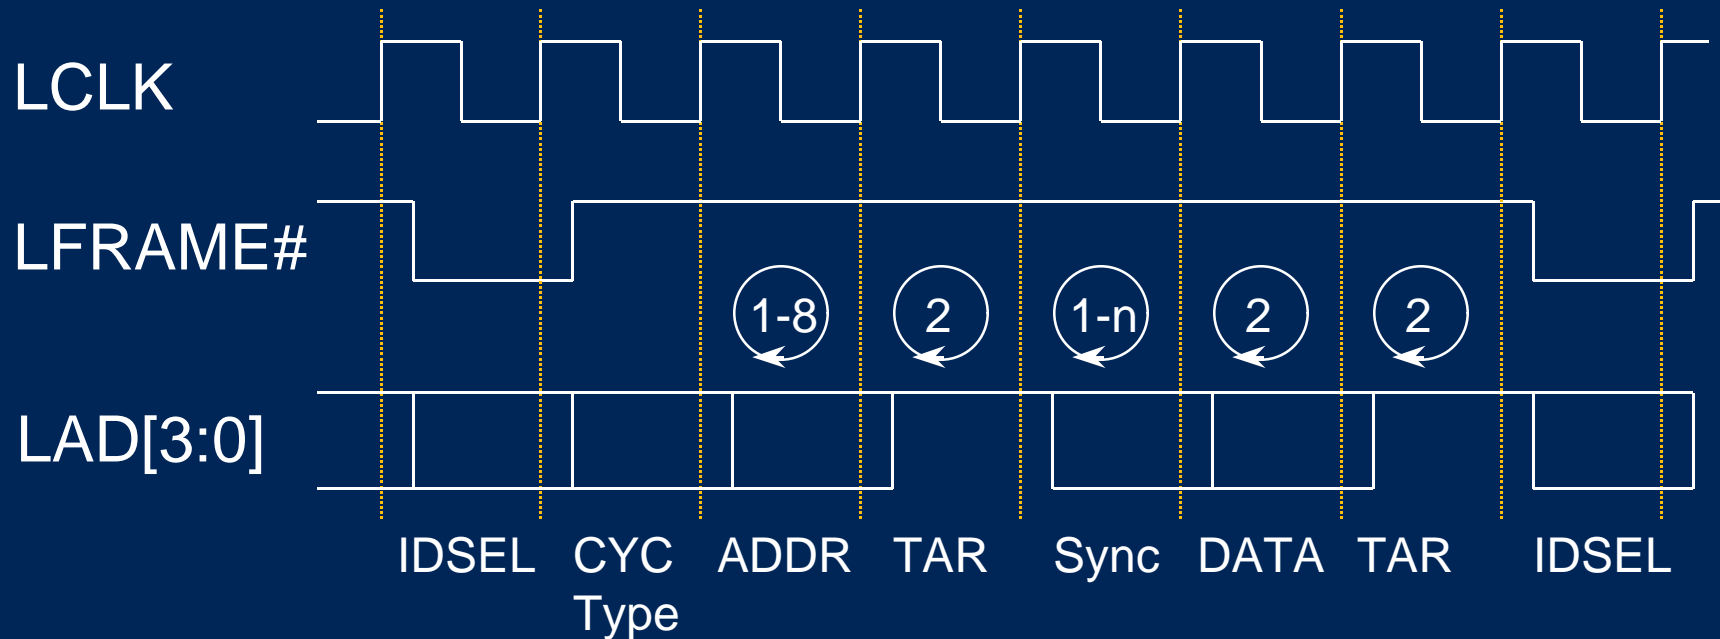 LCLK
LFRAME#
1-8 2 1-n 2 2
LAD[3:0]
IDSEL CYC ADDR TAR Sync DATA TAR IDSEL
Type